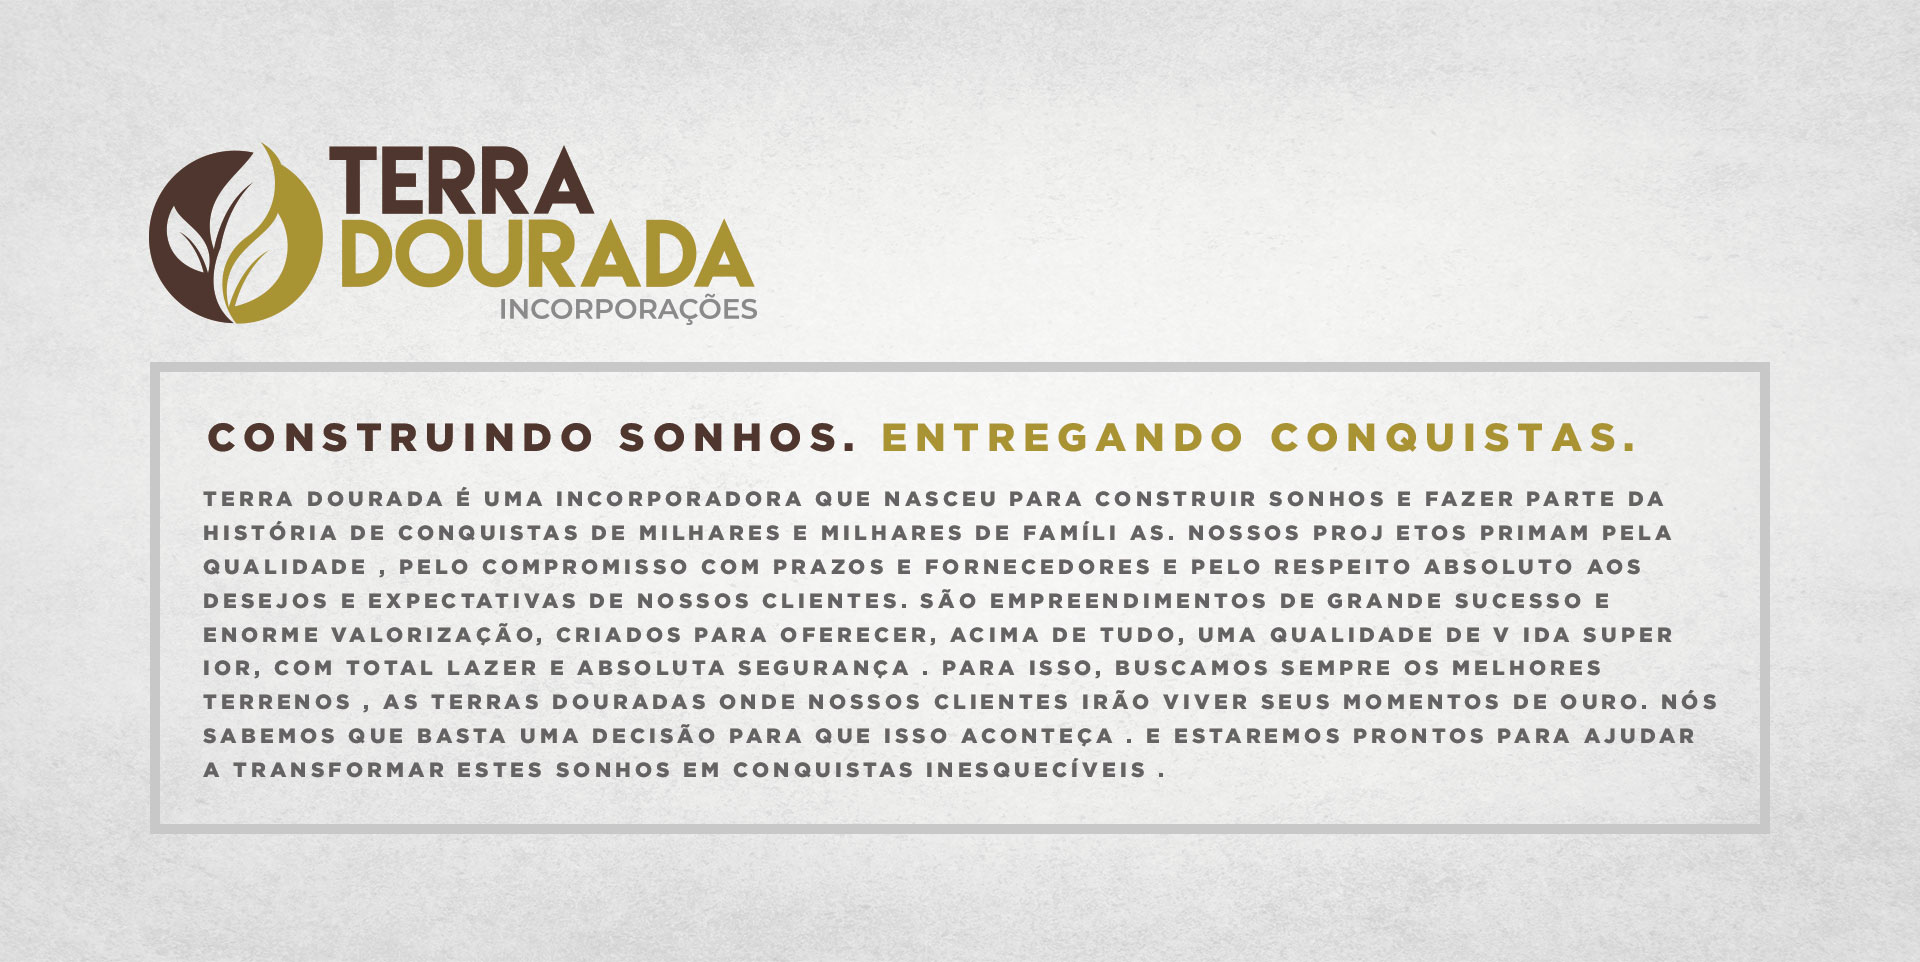 TERRA
DOURADA
INCORPORAÇÕES
CONSTRUINDO SONHOS. ENTREGANDO CONQUISTAS.
TERRA DOURADA É UMA INCORPORADORA QUE NASCEU PARA CONSTRUIR SONHOS E FAZER PARTE DA
HISTÓRIA DE CONQUISTAS DE MILHARES E MILHARES DE FAMÍLI AS. NOSSOS PROJ ETOS PRIMAM PELA
QUALIDADE , PELO COMPROMISSO COM PRAZOS E FORNECEDORES E PELO RESPEITO ABSOLUTO AOS
DESEJOS E EXPECTATIVAS DE NOSSOS CLIENTES. SÃO EMPREENDIMENTOS DE GRANDE SUCESSO E
ENORME VALORIZAÇÃO, CRIADOS PARA OFERECER, ACIMA DE TUDO, UMA QUALIDADE DE V IDA SUPER
IOR, COM TOTAL LAZER E ABSOLUTA SEGURANÇA . PARA ISSO, BUSCAMOS SEMPRE OS MELHORES
TERRENOS , AS TERRAS DOURADAS ONDE NOSSOS CLIENTES IRÃO VIVER SEUS MOMENTOS DE OURO. NÓS
SABEMOS QUE BASTA UMA DECISÃO PARA QUE ISSO ACONTEÇA . E ESTAREMOS PRONTOS PARA AJUDAR
A TRANSFORMAR ESTES SONHOS EM CONQUISTAS INESQUECÍVEIS .